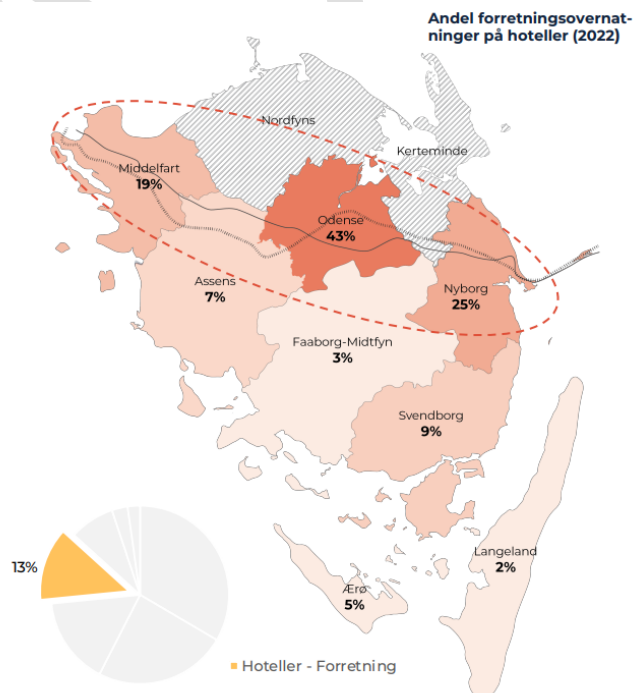 Andel forretningsovernat-
ninger på hoteller (2022)
Nordfyns
Kerteminde
Middelfart
19%
Odense
43%
Assens
7%
Nyborg
25%
Faaborg-Midtfyn
3%
Svendborg
9%
Langeland
2%
Ærø
5%
13%
Hoteller - Forretning